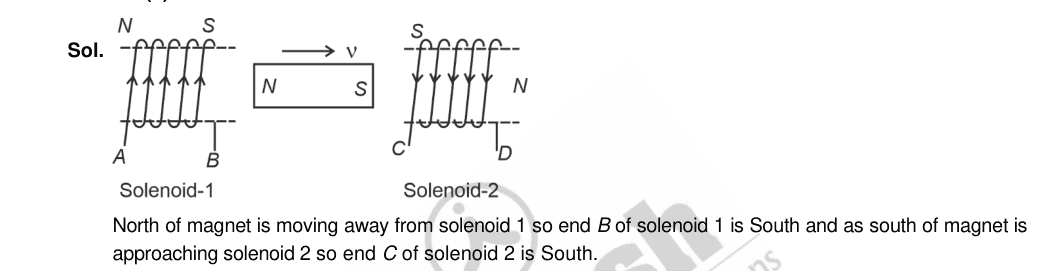 N S
Sol.
v
N S
S
N
A B
C D
Solenoid-1 Solenoid-2
North of magnet is moving away from solenoid 1 so end B of solenoid 1 is South and as south of magnet is
approaching solenoid 2 so end C of solenoid 2 is South.